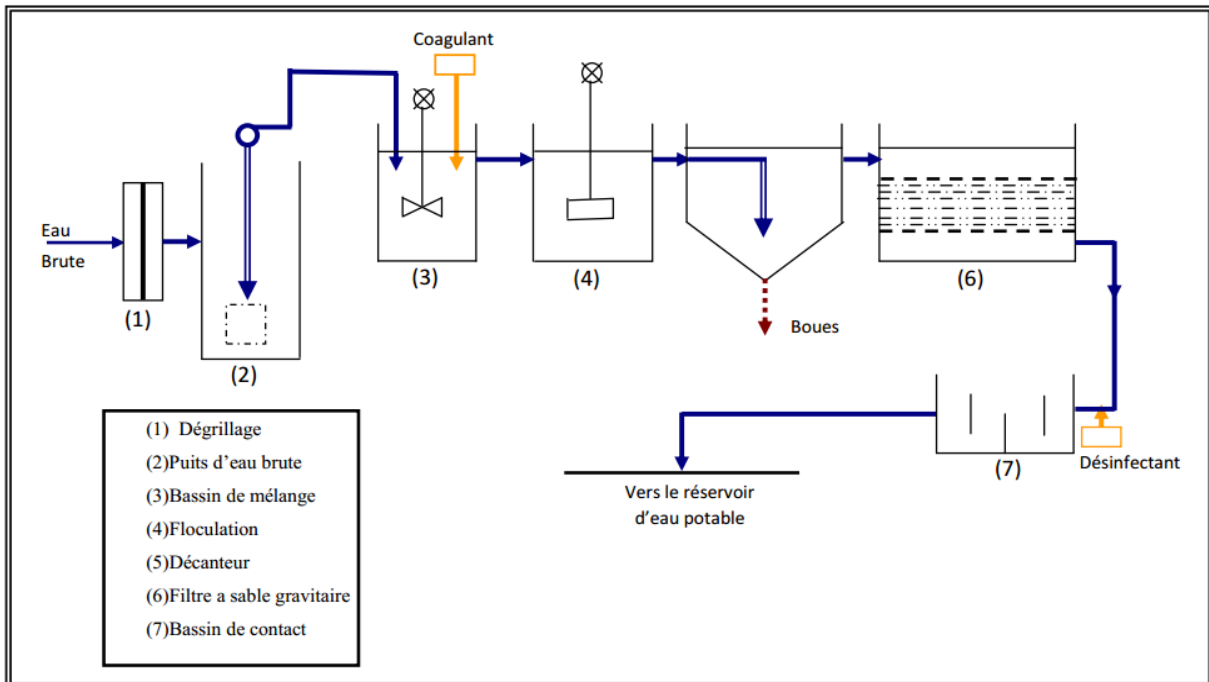 Coagulant
Eau
Brute
(1)
(2)
(3)
(4)
Boues
(6)
(7)
Désinfectant
Vers le réservoir
d'eau potable
(1) Dégrillage
(2)Puits d'eau brute
(3)Bassin de mélange
(4)Floculation
(5)Décanteur
(6)Filtre a sable gravitaire
(7)Bassin de contact